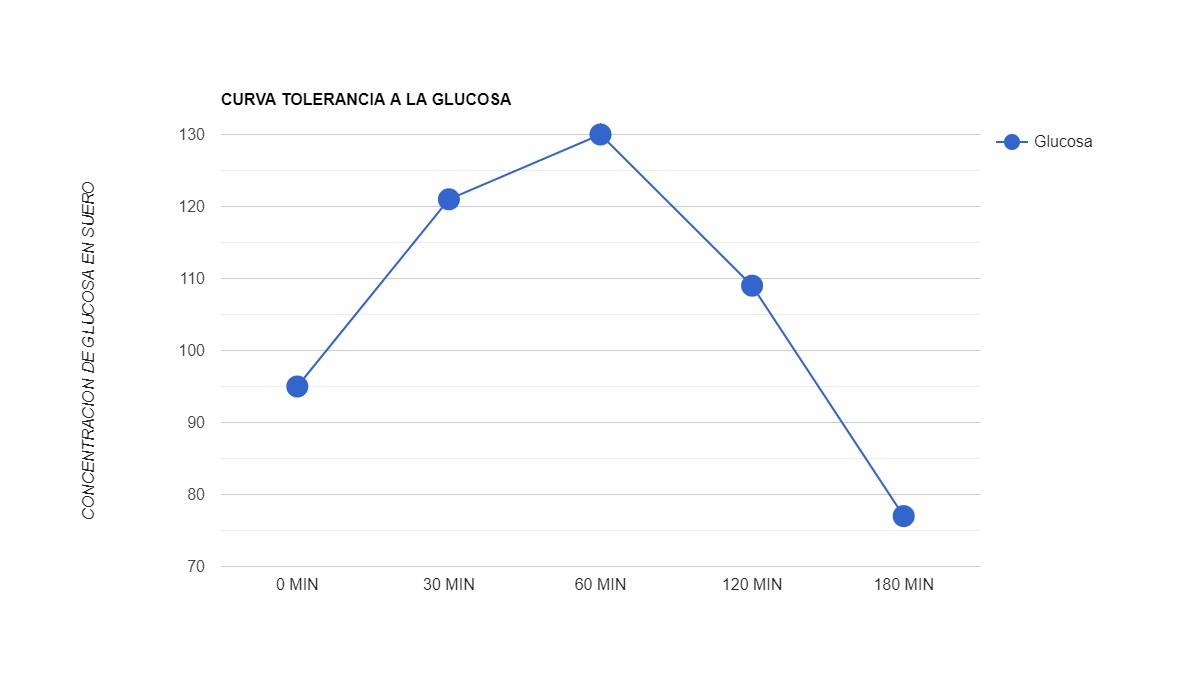 CURVA TOLERANCIA A LA GLUCOSA
CONCENTRACION DE GLUCOSA EN SUERO
130
120
110
100
90
80
70
0 MIN
30 MIN
60 MIN
120 MIN
180 MIN
Glucosa